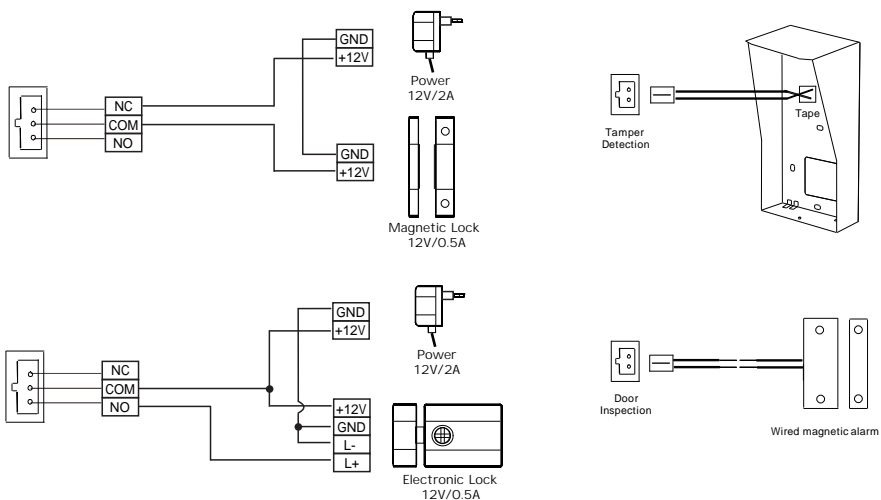 GND
+12V
Power
12V/2A
NC
COM
NO
GND
+12V
Magnetic Lock
12V/0.5A
Tamper
Detection
Tape
GND
+12V
Power
12V/2A
NC
COM
NO
+12V
GND
L-
L+
Electronic Lock
12V/0.5A
Door
Inspection
Wired magnetic alarm